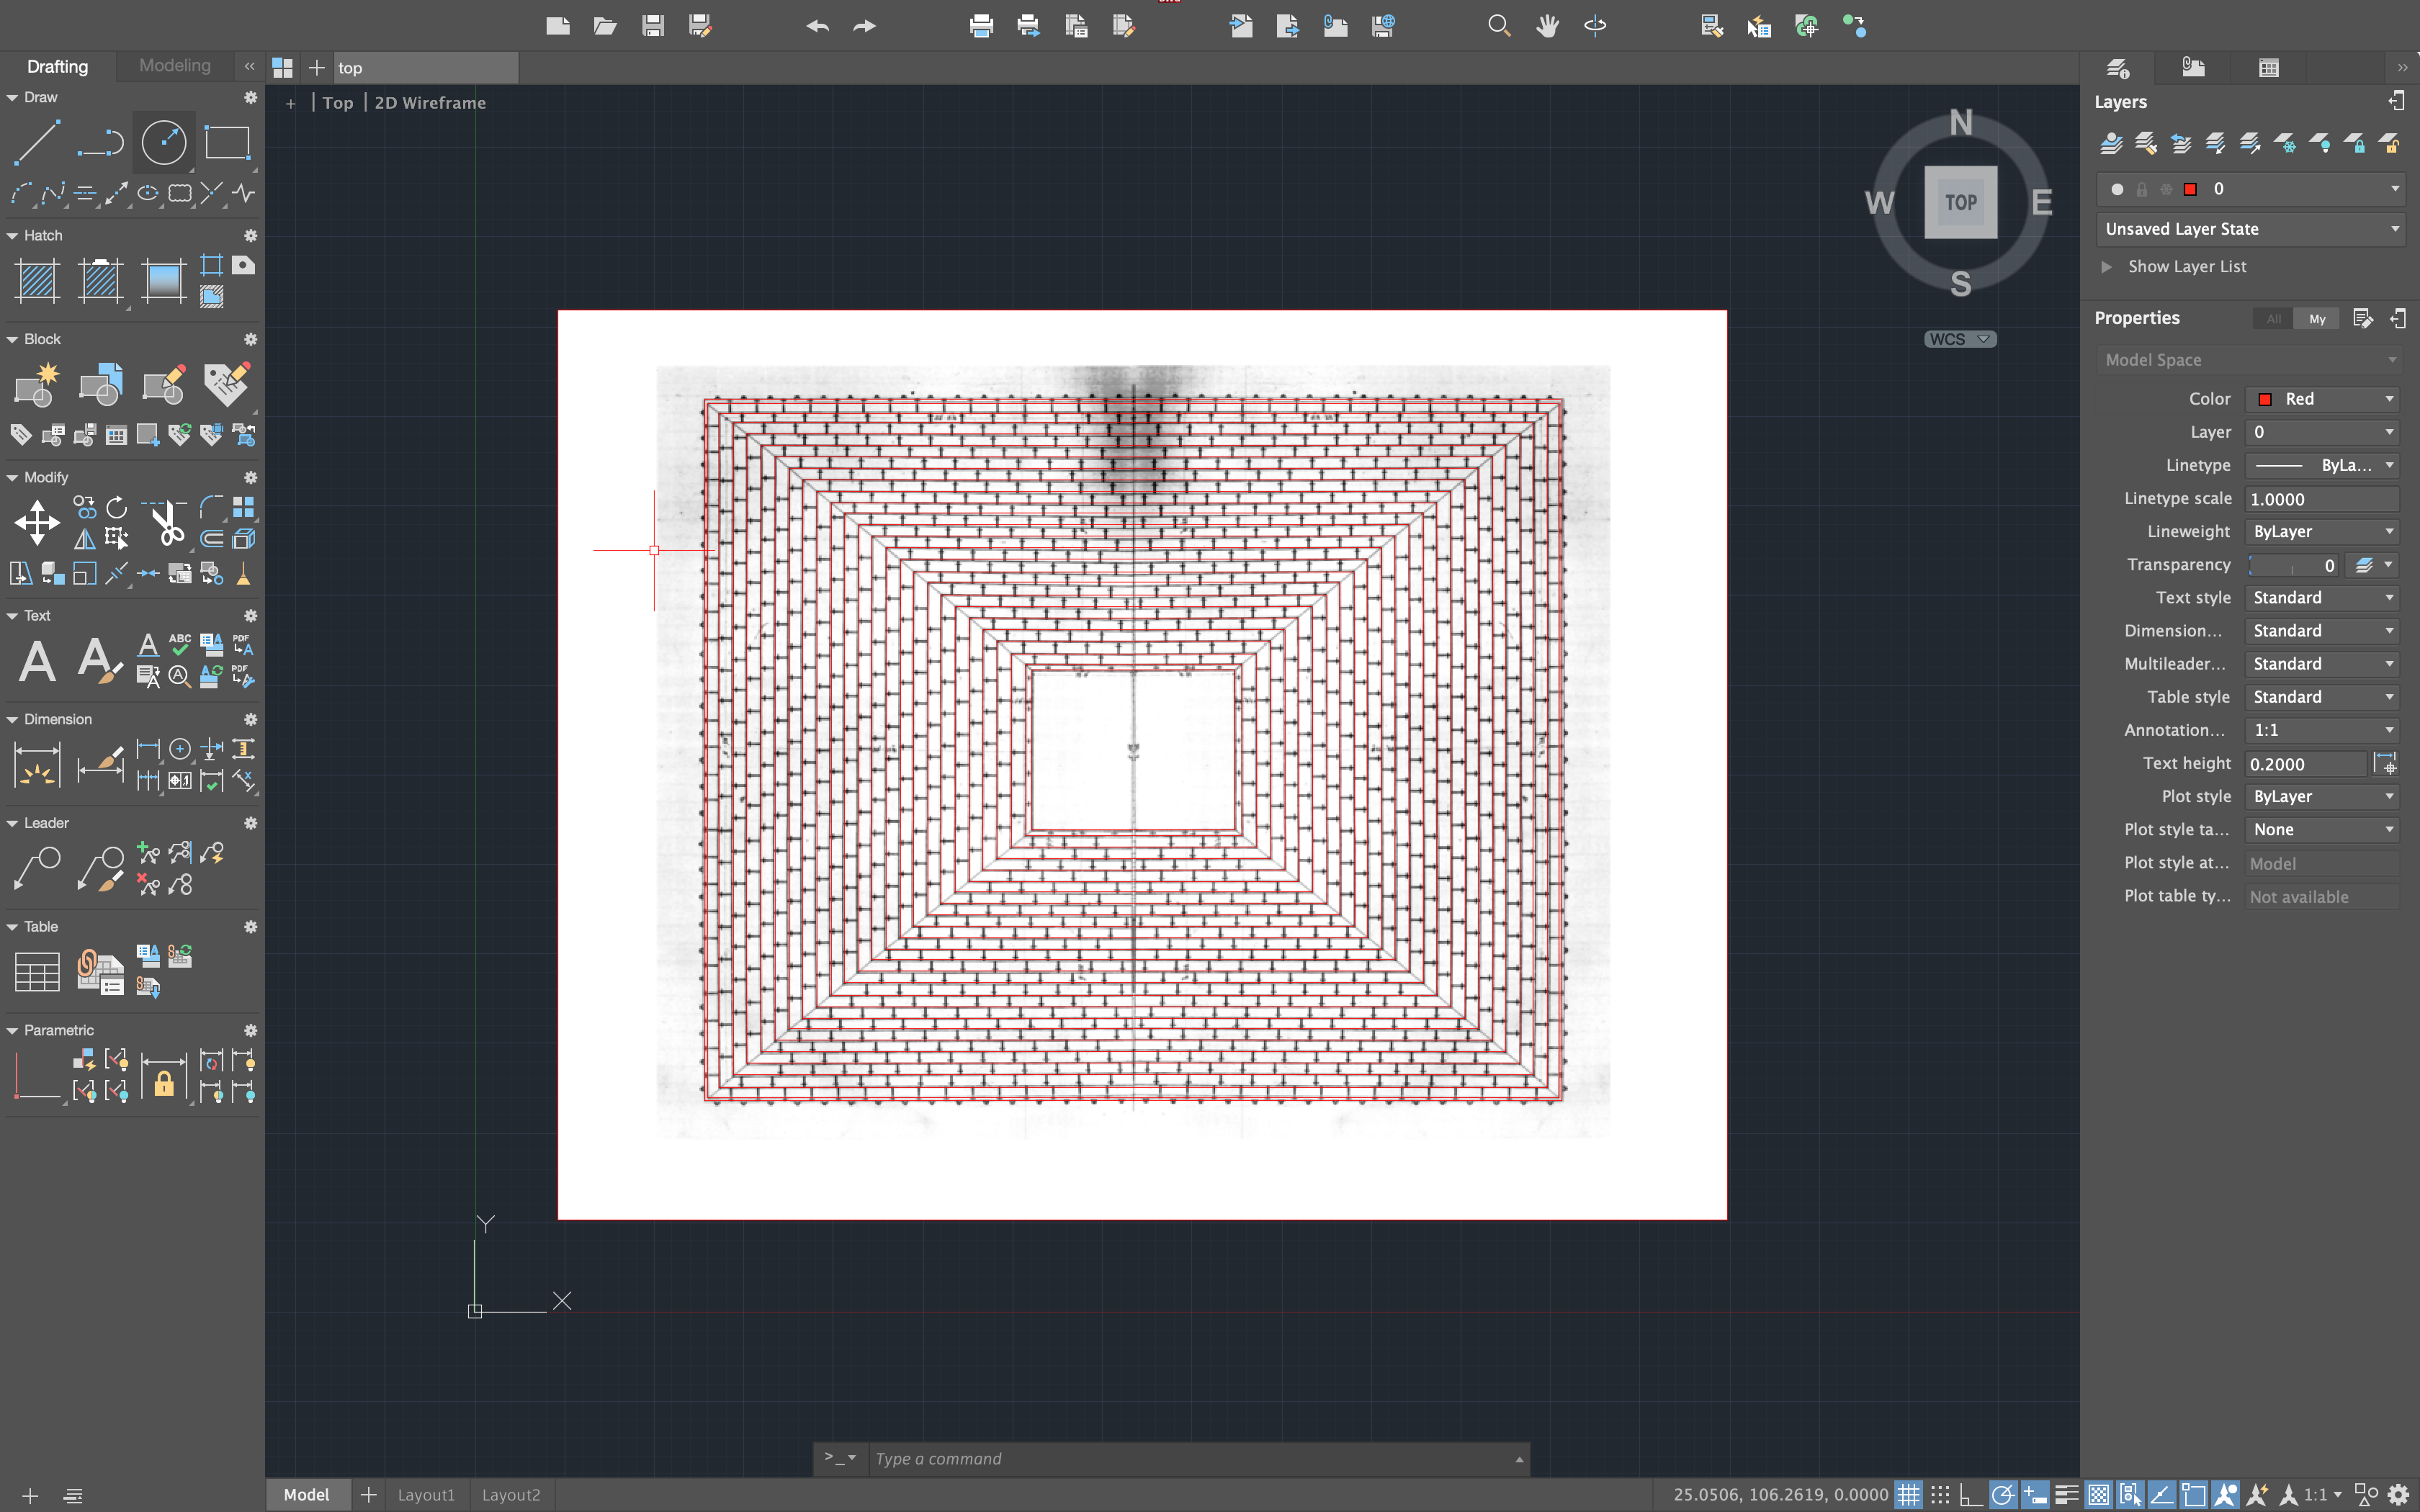 Drafting
Modeling
top
Top
2D Wireframe
Draw
Hatch
Block
Modify
Text
A
A
A
ABC
A
PDF
A
A
A
PDF
Dimension
Leader
Table
Parametric
N
W
TOP
E
S
WCS
Y
X
Layers
0
Unsaved Layer State
Show Layer List
Properties
All
My
Model Space
Color Red
Layer 0
Linetype ByLa...
Linetype scale 1.0000
Lineweight ByLayer
Transparency 0
Text style Standard
Dimension... Standard
Multileader... Standard
Table style Standard
Annotation... 1:1
Text height 0.2000
Plot style ByLayer
Plot style ta... None
Plot style at... Model
Plot table ty... Not available
>_ Type a command
Model
Layout1
Layout2
25.0506, 106.2619, 0.0000
1:1